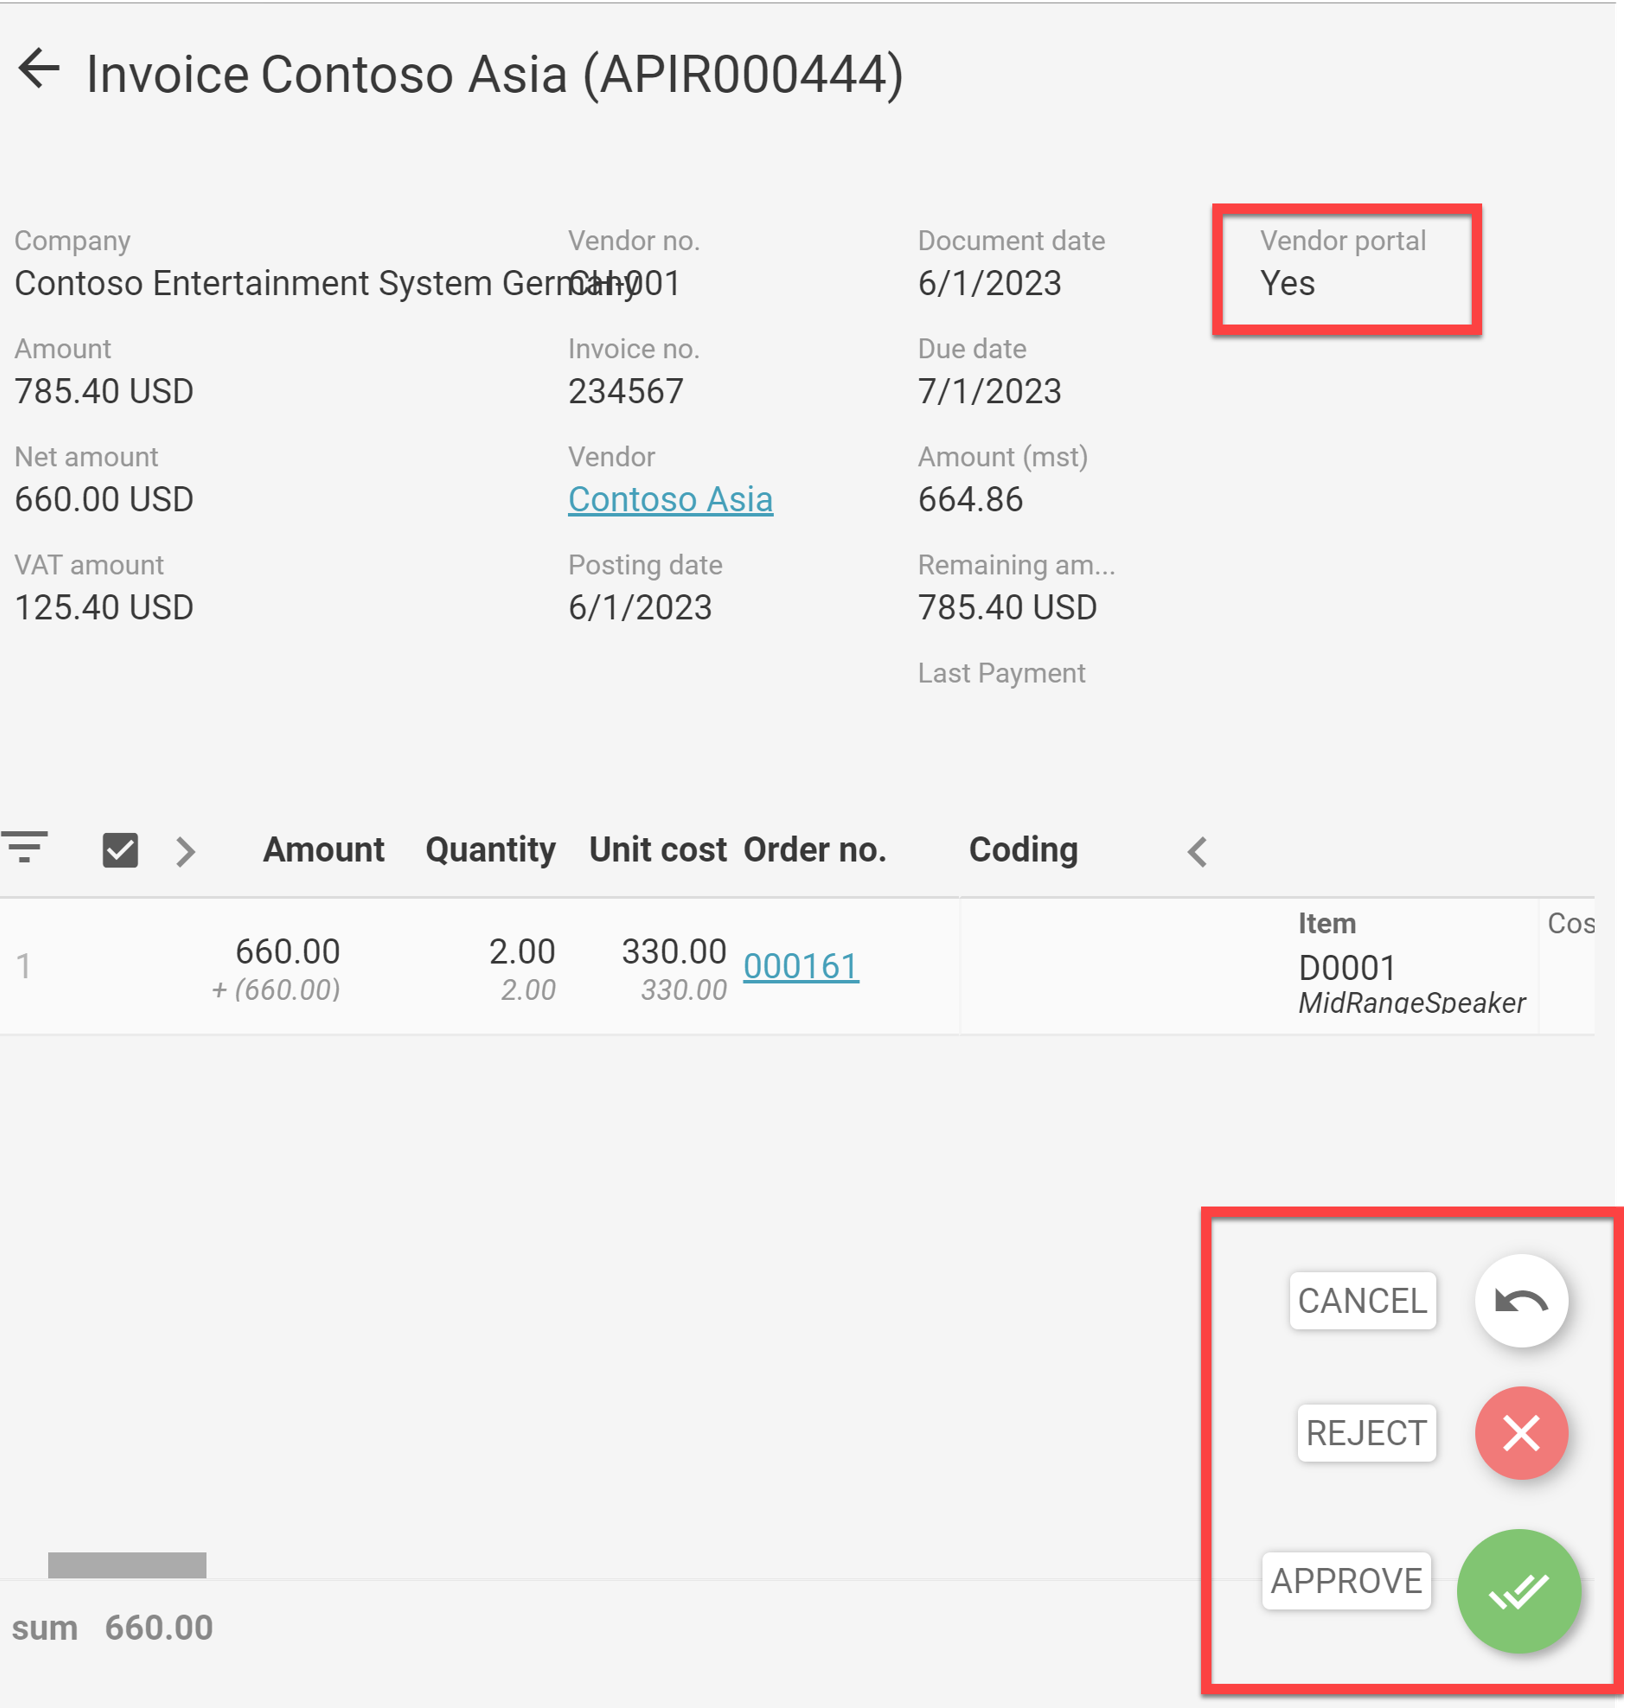 Invoice Contoso Asia (APIR000444)
Company
Contoso Entertainment System Germany
Amount
785.40 USD
Net amount
660.00 USD
VAT amount
125.40 USD
Vendor no.
CH-001
Invoice no.
234567
Vendor
Contoso Asia
Posting date
6/1/2023
Document date
6/1/2023
Due date
7/1/2023
Amount (mst)
664.86
Remaining am...
785.40 USD
Last Payment
Vendor portal
Yes
Amount Quantity Unit cost Order no. Coding
1 660.00 2.00 330.00 000161
+ (660.00) 2.00 330.00
Item Cos
D0001
MidRangeSpeaker
CANCEL
REJECT
APPROVE
sum 660.00